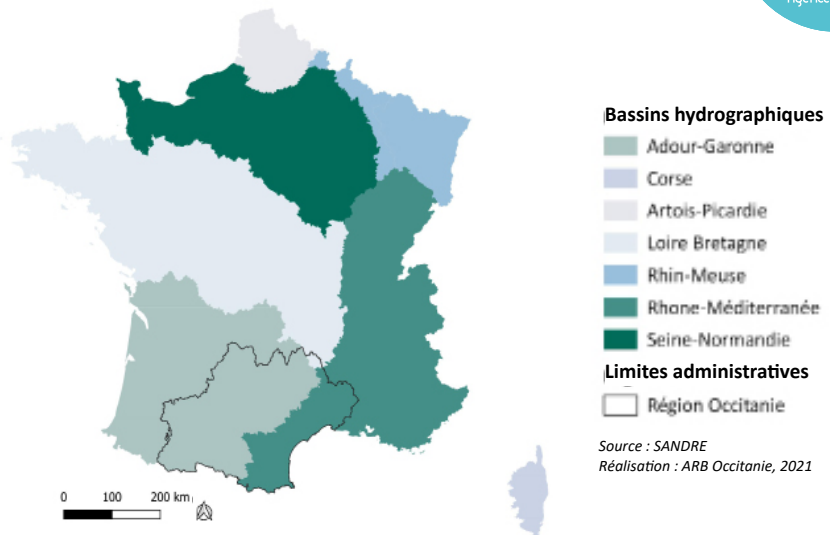 Agence
Bassins hydrographiques
Adour-Garonne
Corse
Artois-Picardie
Loire Bretagne
Rhin-Meuse
Rhone-Méditerranée
Seine-Normandie
Limites administratives
Région Occitanie
Source : SANDRE
Réalisation : ARB Occitanie, 2021
0 100 200 km